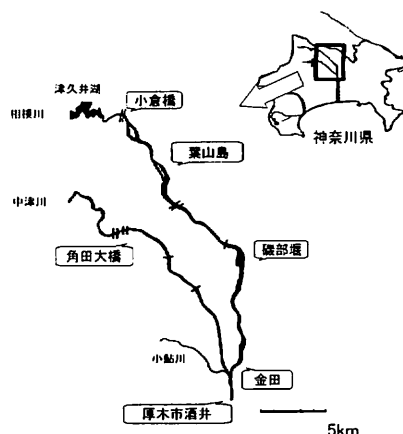 津久井湖
小倉橋
相模川
神奈川県
葉山島
中津川
角田大橋
磯部堰
小鮎川
金田
厚木市酒井
5km